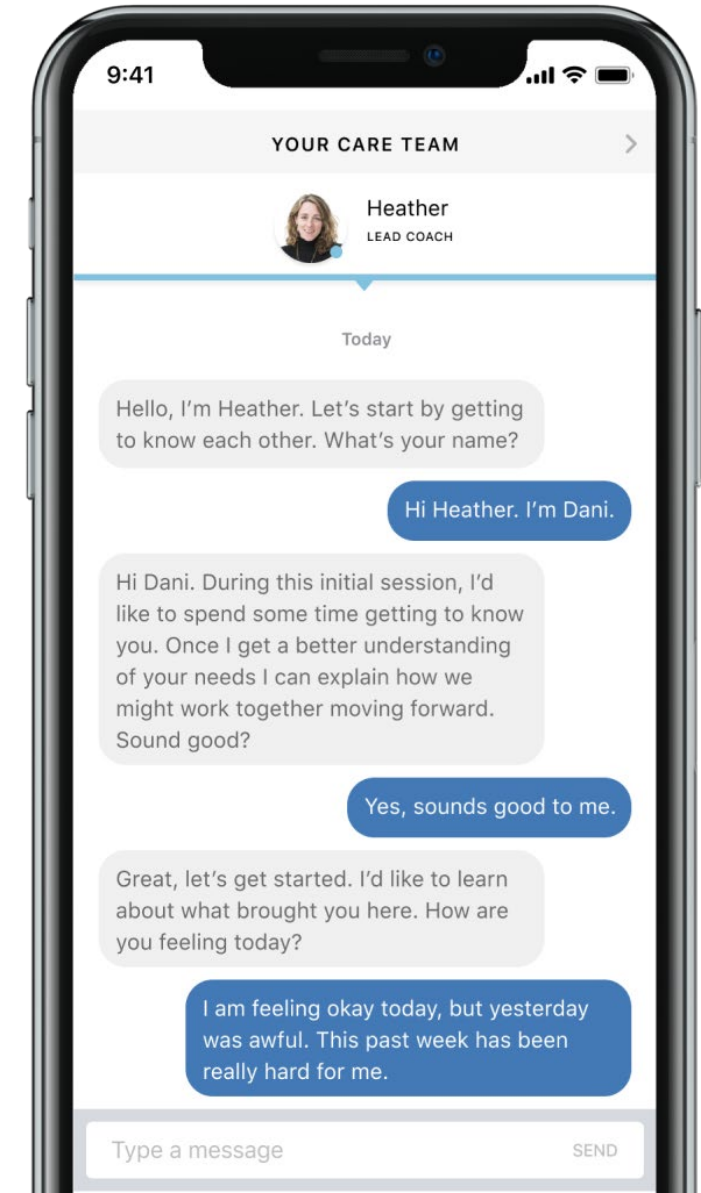 9:41
YOUR CARE TEAM
Heather
LEAD COACH
Today
Hello, I’m Heather. Let’s start by getting
to know each other. What’s your name?
Hi Heather. I’m Dani.
Hi Dani. During this initial session, I’d
like to spend some time getting to know
you. Once I get a better understanding
of your needs I can explain how we
might work together moving forward.
Sound good?
Yes, sounds good to me.
Great, let’s get started. I’d like to learn
about what brought you here. How are
you feeling today?
I am feeling okay today, but yesterday
was awful. This past week has been
really hard for me.
Type a message SEND